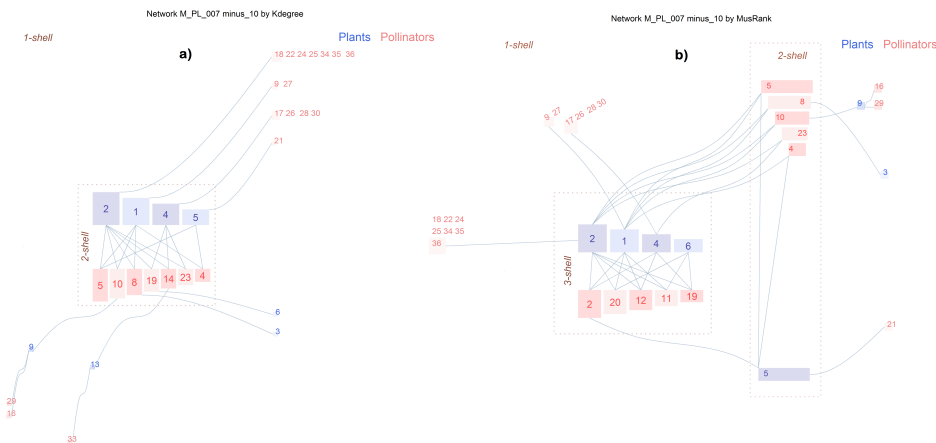 Network M_PL_007 minus_10 by Kdegree
1-shell
Plants Pollinators
a)
18 22 24 25 34 35 36
9 27
17 26 28 30
21
2-shell
2 1 4 5
5 10 8 19 14 23 4
6
3
9
13
29
16
33
Network M_PL_007 minus_10 by MusRank
1-shell
b)
2-shell
Plants Pollinators
5
8
10
23
4
9
16
29
3
9 27
17 26 28 30
18 22 24
25 34 35
36
3-shell
2 1 4 6
2 20 12 11 19
5
21